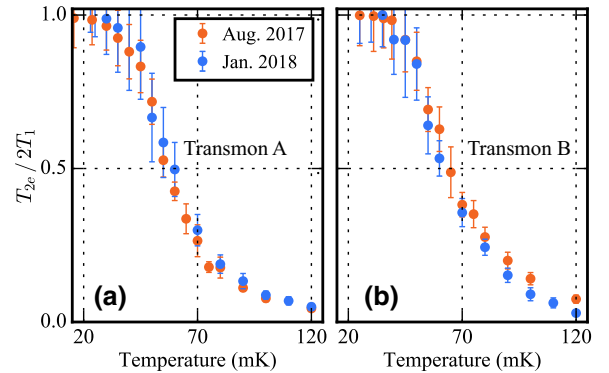 1.0
0.5
0.0
T2e / 2T1
Aug. 2017
Jan. 2018
Transmon A
(a)
20
70
120
Temperature (mK)
Transmon B
(b)
20
70
120
Temperature (mK)